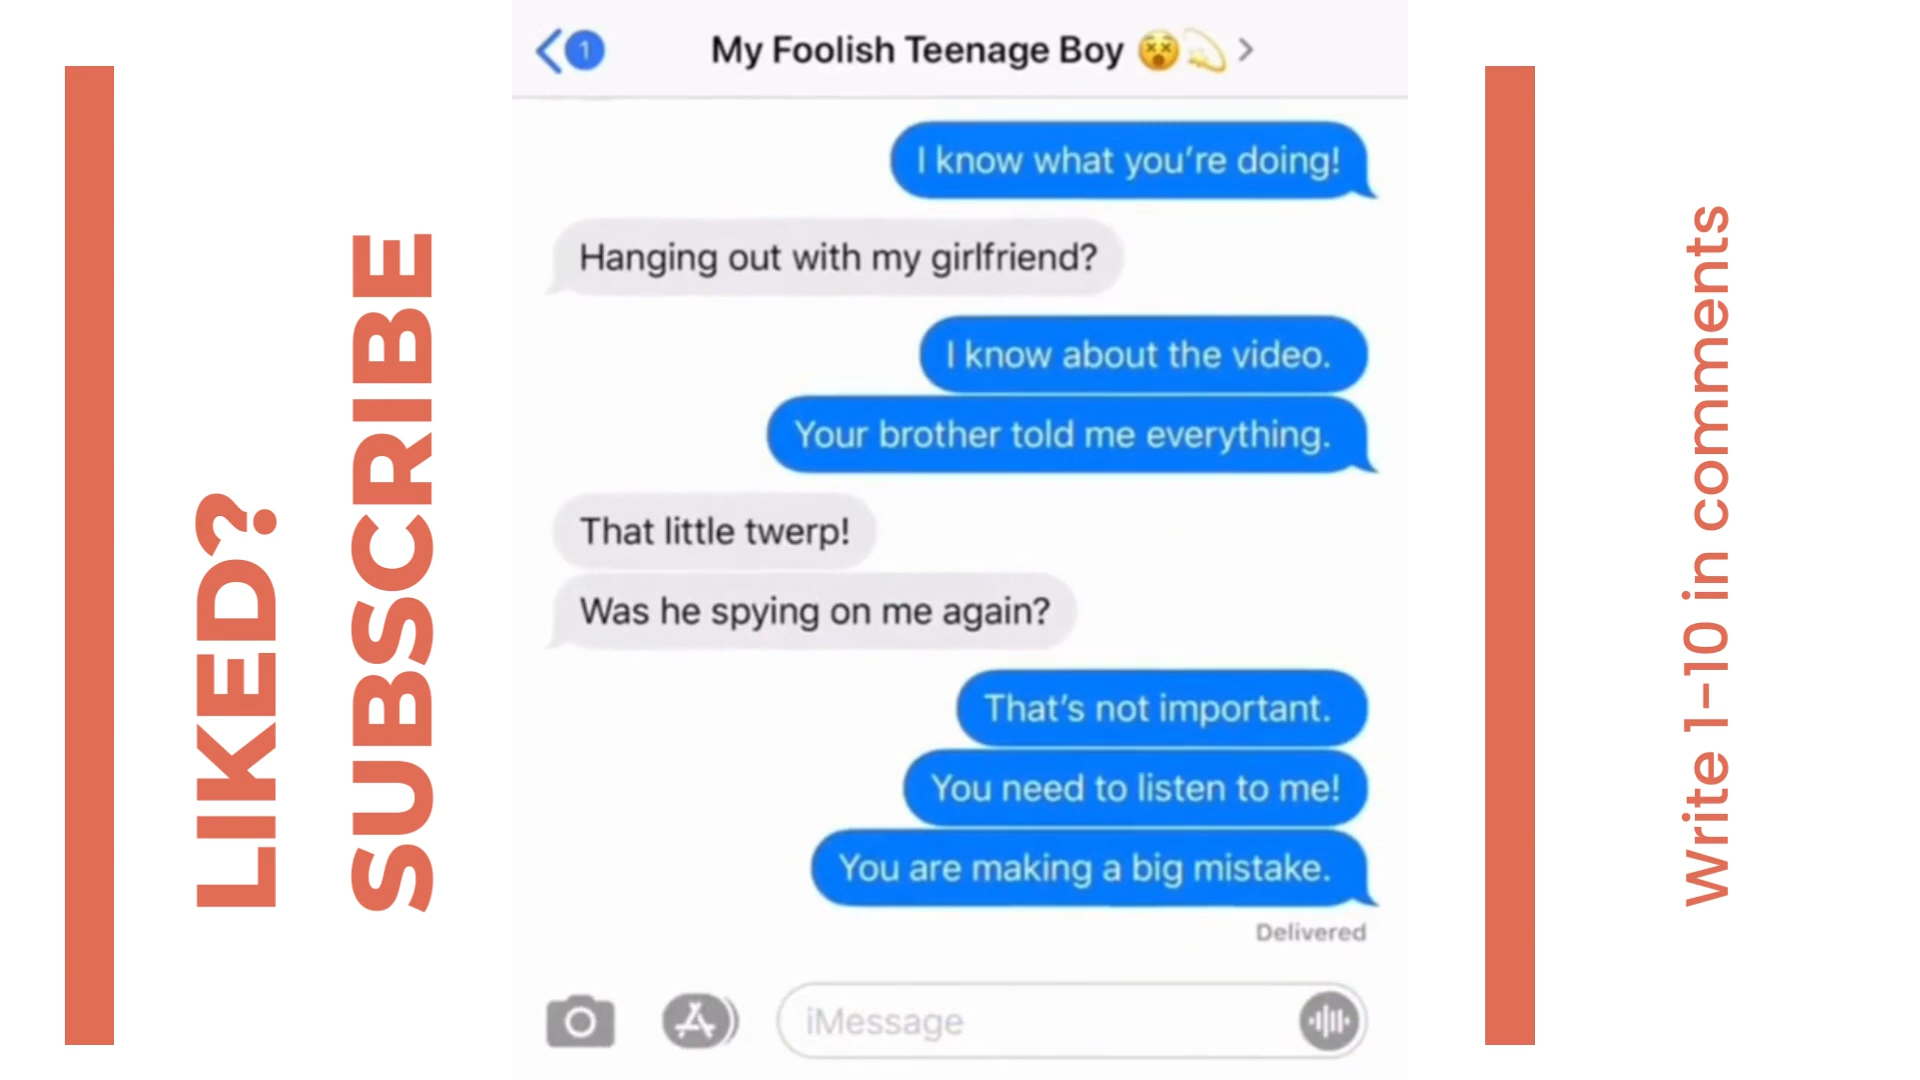 LIKED?
SUBSCRIBE
1
My Foolish Teenage Boy 😵💫
I know what you're doing!
Hanging out with my girlfriend?
I know about the video.
Your brother told me everything.
That little twerp!
Was he spying on me again?
That's not important.
You need to listen to me!
You are making a big mistake.
Delivered
iMessage
Write 1-10 in comments